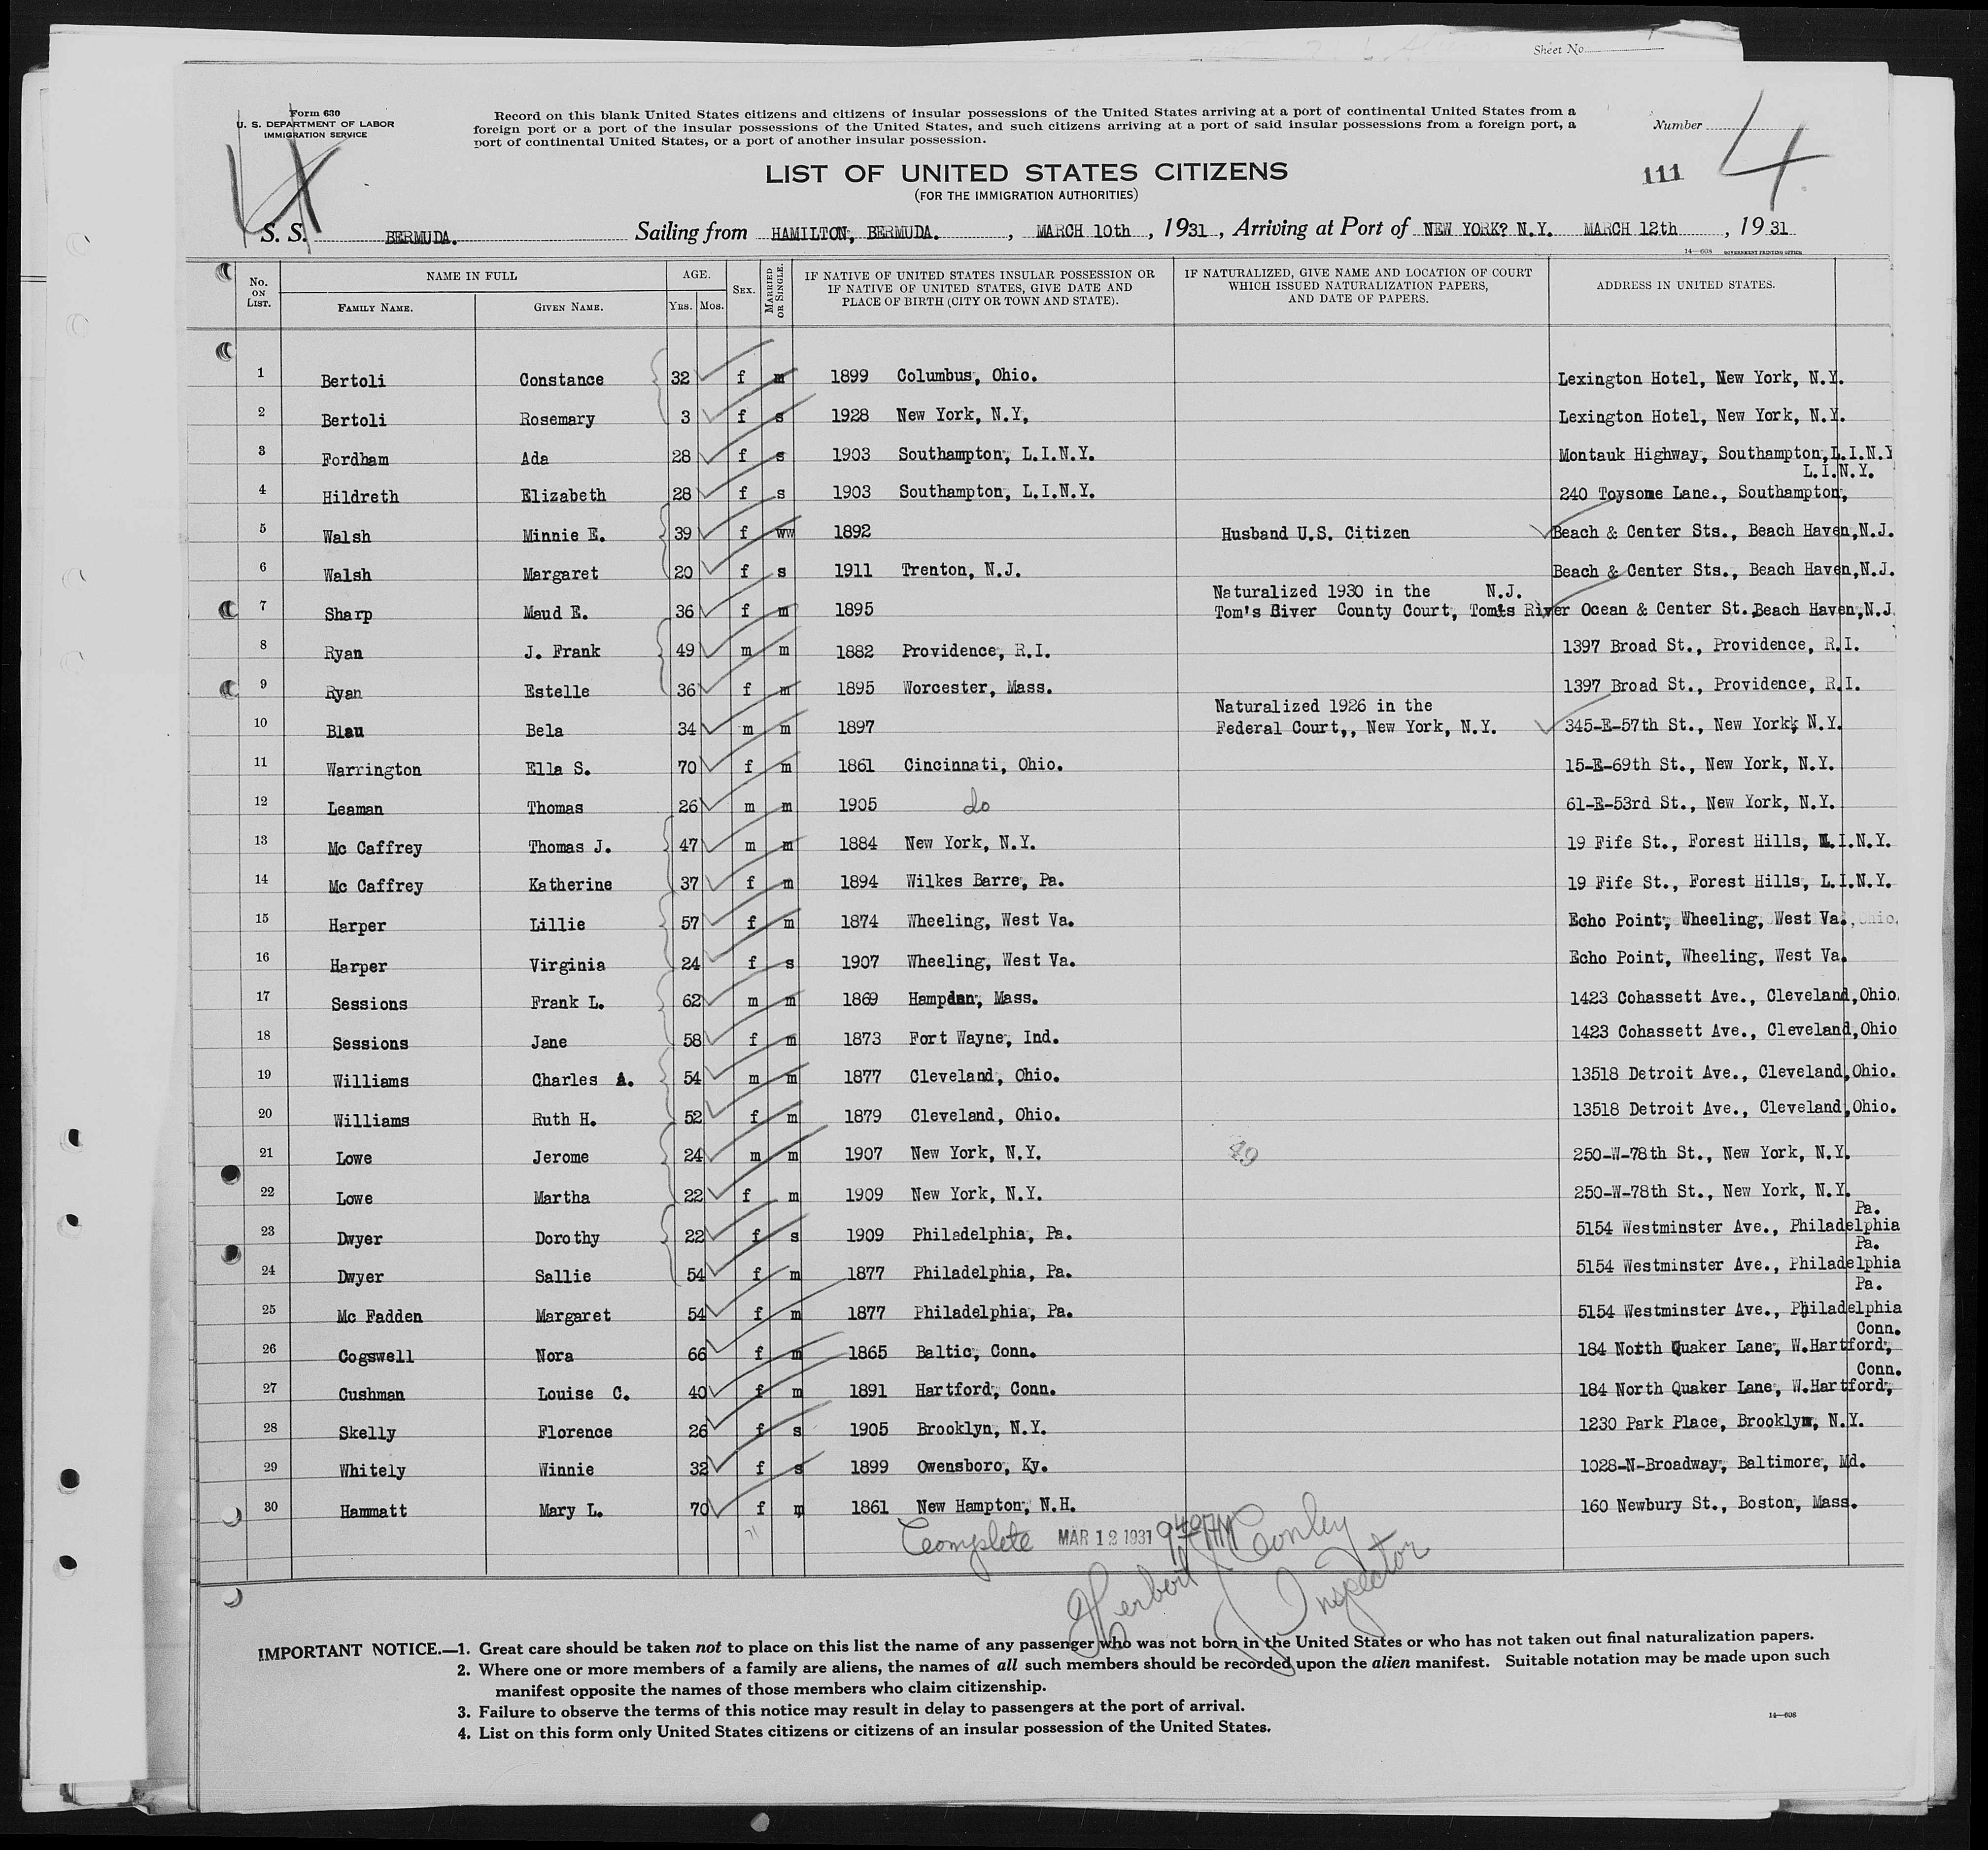 Sheet No.
Form 630
U. S. DEPARTMENT OF LABOR
IMMIGRATION SERVICE
Record on this blank United States citizens and citizens of insular possessions of the United States arriving at a port of continental United States from a
foreign port or a port of the insular possessions of the United States, and such citizens arriving at a port of said insular possessions from a foreign port, a
port of continental United States, or a port of another insular possession.
Number 4
111
LIST OF UNITED STATES CITIZENS
(FOR THE IMMIGRATION AUTHORITIES)
S. S. BERMUDA. Sailing from HAMILTON, BERMUDA. , MARCH 10th , 1931 , Arriving at Port of NEW YORK? N.Y. MARCH 12th , 1931
14—608 GOVERNMENT PRINTING OFFICE
No. ON LIST. NAME IN FULL FAMILY NAME. GIVEN NAME. AGE. YRS. MOS. SEX. MARRIED OR SINGLE. IF NATIVE OF UNITED STATES INSULAR POSSESSION OR IF NATIVE OF UNITED STATES, GIVE DATE AND PLACE OF BIRTH (CITY OR TOWN AND STATE). IF NATURALIZED, GIVE NAME AND LOCATION OF COURT WHICH ISSUED NATURALIZATION PAPERS, AND DATE OF PAPERS. ADDRESS IN UNITED STATES.
1 Bertoli Constance 32 f m 1899 Columbus, Ohio. Lexington Hotel, New York, N.Y.
2 Bertoli Rosemary 3 f s 1928 New York, N.Y, Lexington Hotel, New York, N.Y.
3 Fordham Ada 28 f s 1903 Southampton, L.I.N.Y. Montauk Highway, Southampton,L.I.N.Y
L.I.N.Y.
4 Hildreth Elizabeth 28 f s 1903 Southampton, L.I.N.Y. 240 Toysome Lane., Southampton,
5 Walsh Minnie E. 39 f ww 1892 Husband U.S. Citizen Beach & Center Sts., Beach Haven,N.J.
6 Walsh Margaret 20 f s 1911 Trenton, N.J. Beach & Center Sts., Beach Haven,N.J.
Naturalized 1930 in the N.J.
7 Sharp Maud E. 36 f m 1895 Tom's River County Court, Tom's River Ocean & Center St.,Beach Haven,N.J.
8 Ryan J. Frank 49 m m 1882 Providence, R.I. 1397 Broad St., Providence, R.I.
9 Ryan Estelle 36 f m 1895 Worcester, Mass. 1397 Broad St., Providence, R.I.
Naturalized 1926 in the
10 Blau Bela 34 m m 1897 Federal Court,, New York, N.Y. 345-E-57th St., New York, N.Y.
11 Warrington Ella S. 70 f m 1861 Cincinnati, Ohio. 15-E-69th St., New York, N.Y.
12 Leaman Thomas 26 m m 1905 do 61-E-53rd St., New York, N.Y.
13 Mc Caffrey Thomas J. 47 m m 1884 New York, N.Y. 19 Fife St., Forest Hills, L.I.N.Y.
14 Mc Caffrey Katherine 37 f m 1894 Wilkes Barre, Pa. 19 Fife St., Forest Hills, L.I.N.Y.
15 Harper Lillie 57 f m 1874 Wheeling, West Va. Echo Point, Wheeling, West Va.
16 Harper Virginia 24 f s 1907 Wheeling, West Va. Echo Point, Wheeling, West Va.
17 Sessions Frank L. 62 m m 1869 Hampden, Mass. 1423 Cohassett Ave., Cleveland,Ohio.
18 Sessions Jane 58 f m 1873 Fort Wayne, Ind. 1423 Cohassett Ave., Cleveland,Ohio
19 Williams Charles A. 54 m m 1877 Cleveland, Ohio. 13518 Detroit Ave., Cleveland,Ohio.
20 Williams Ruth H. 52 f m 1879 Cleveland, Ohio. 13518 Detroit Ave., Cleveland,Ohio.
21 Lowe Jerome 24 m m 1907 New York, N.Y. 49 250-W-78th St., New York, N.Y.
22 Lowe Martha 22 f m 1909 New York, N.Y. 250-W-78th St., New York, N.Y.
Pa.
23 Dwyer Dorothy 22 f s 1909 Philadelphia, Pa. 5154 Westminster Ave., Philadelphia
Pa.
24 Dwyer Sallie 54 f m 1877 Philadelphia, Pa. 5154 Westminster Ave., Philadelphia
Pa.
25 Mc Fadden Margaret 54 f m 1877 Philadelphia, Pa. 5154 Westminster Ave., Philadelphia
Conn.
26 Cogswell Nora 66 f m 1865 Baltic, Conn. 184 North Quaker Lane, W.Hartford,
Conn.
27 Cushman Louise C. 40 f m 1891 Hartford, Conn. 184 North Quaker Lane, W.Hartford,
28 Skelly Florence 26 f s 1905 Brooklyn, N.Y. 1230 Park Place, Brooklyn, N.Y.
29 Whitely Winnie 32 f s 1899 Owensboro, Ky. 1028-N-Broadway, Baltimore, Md.
30 Hammatt Mary L. 70 f m 1861 New Hampton, N.H. 160 Newbury St., Boston, Mass.
Complete MAR 12 1931 940 AM
Herbert J Conley
Inspector
IMPORTANT NOTICE.—1. Great care should be taken not to place on this list the name of any passenger who was not born in the United States or who has not taken out final naturalization papers.
2. Where one or more members of a family are aliens, the names of all such members should be recorded upon the alien manifest. Suitable notation may be made upon such
manifest opposite the names of those members who claim citizenship.
3. Failure to observe the terms of this notice may result in delay to passengers at the port of arrival.
4. List on this form only United States citizens or citizens of an insular possession of the United States.
14—608